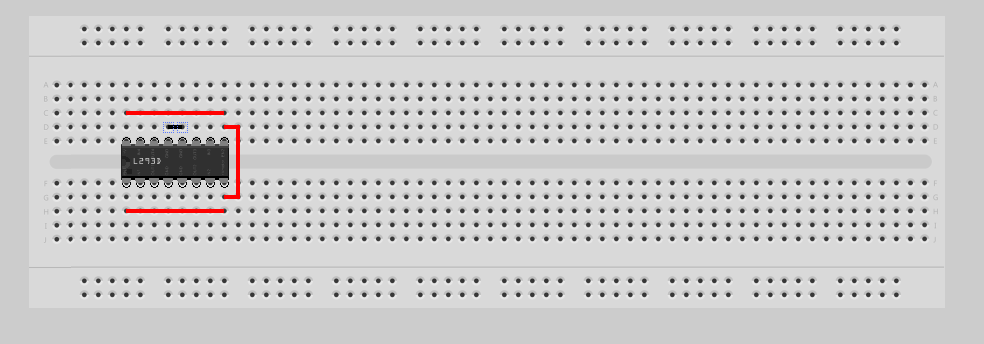 A A
B B
C C
D D
E E
L293D
F F
G G
H H
I I
J J